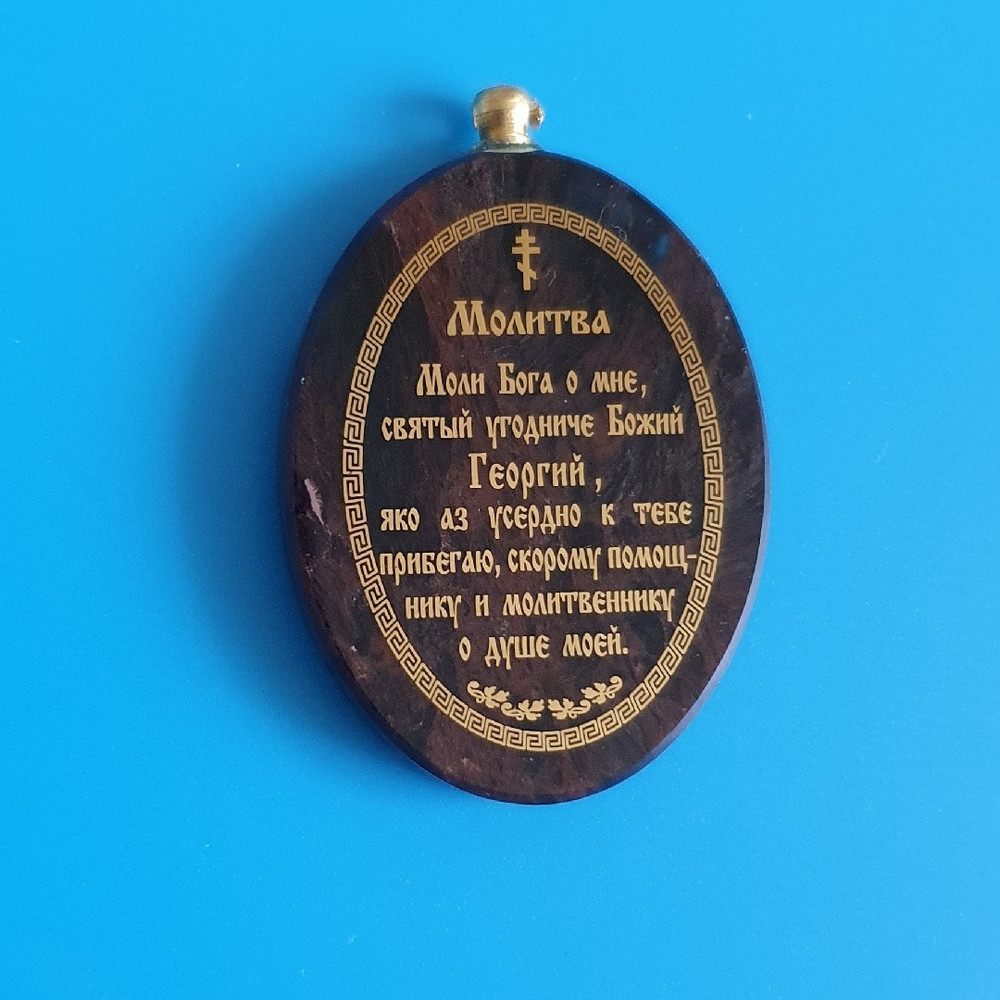 Молитва
Моли Бога о мне,
святый угодниче Божий
Георгий,
яко аз усердно к тебе
прибегаю, скорому помощ-
нику и молитвеннику
о душе моей.